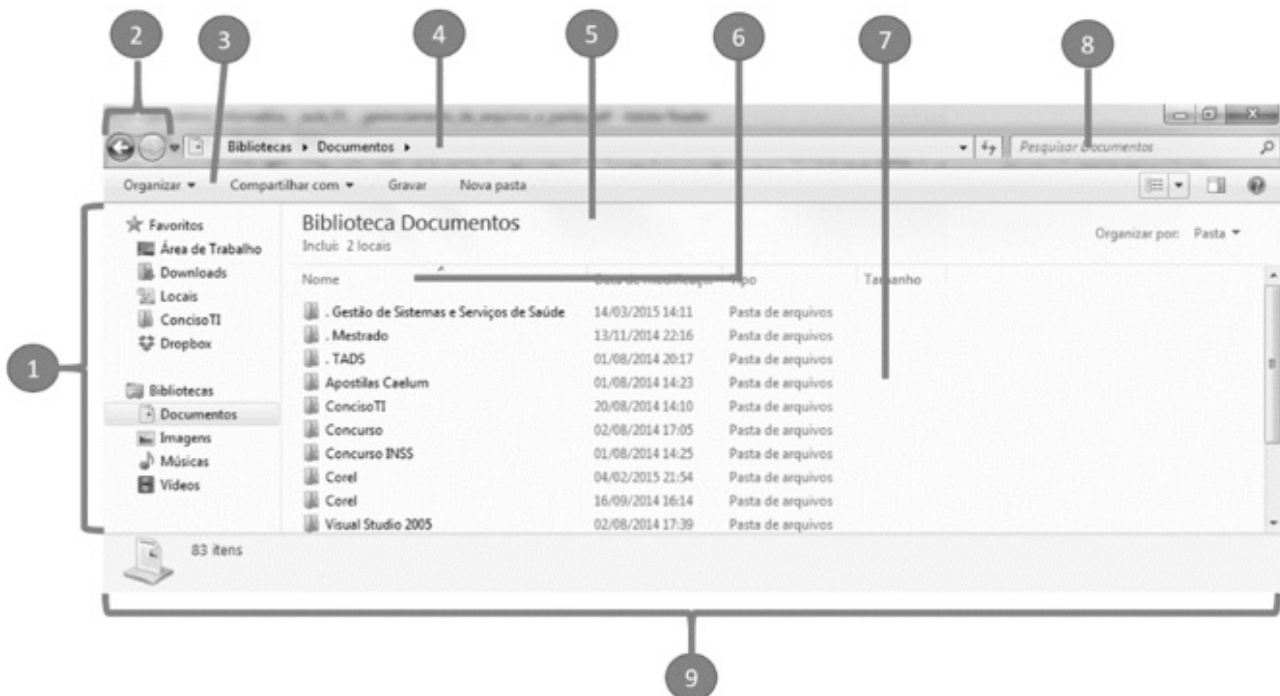 2 3 4 5 6 7 8
Bibliotecas ▸ Documentos ▸ Pesquisar Documentos
Organizar Compartilhar com Gravar Nova pasta
Favoritos
Área de Trabalho
Downloads
Locais
ConcisoTI
Dropbox
1
Bibliotecas
Documentos
Imagens
Músicas
Vídeos
Biblioteca Documentos
Inclui: 2 locais
Organizar por: Pasta
Nome Data de modificaç... Tipo Tamanho
. Gestão de Sistemas e Serviços de Saúde 14/03/2015 14:11 Pasta de arquivos
. Mestrado 13/11/2014 22:16 Pasta de arquivos
. TADS 01/08/2014 20:17 Pasta de arquivos
Apostilas Caelum 01/08/2014 14:23 Pasta de arquivos
ConcisoTI 20/08/2014 14:10 Pasta de arquivos
Concurso 02/08/2014 17:05 Pasta de arquivos
Concurso INSS 01/08/2014 14:25 Pasta de arquivos
Corel 04/02/2015 21:54 Pasta de arquivos
Corel 16/09/2014 16:14 Pasta de arquivos
Visual Studio 2005 02/08/2014 17:39 Pasta de arquivos
83 itens
9